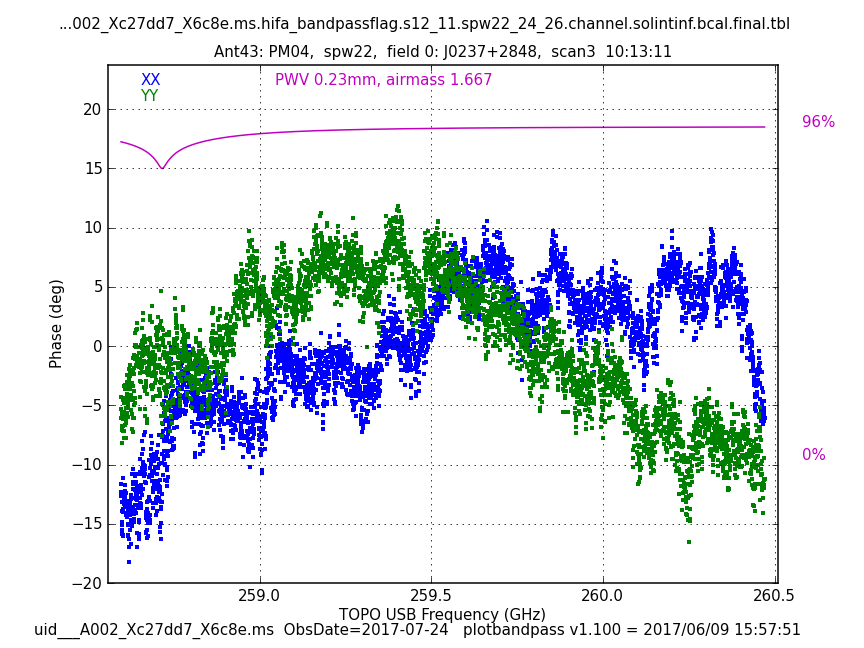 ...002_Xc27dd7_X6c8e.ms.hifa_bandpassflag.s12_11.spw22_24_26.channel.solintinf.bcal.final.tbl
Ant43: PM04,  spw22,  field 0: J0237+2848,  scan3  10:13:11
XX
PWV 0.23mm, airmass 1.667
YY
96%
0%
20
15
10
5
0
−5
−10
−15
−20
Phase (deg)
259.0
259.5
260.0
260.5
TOPO USB Frequency (GHz)
uid___A002_Xc27dd7_X6c8e.ms  ObsDate=2017-07-24   plotbandpass v1.100 = 2017/06/09 15:57:51